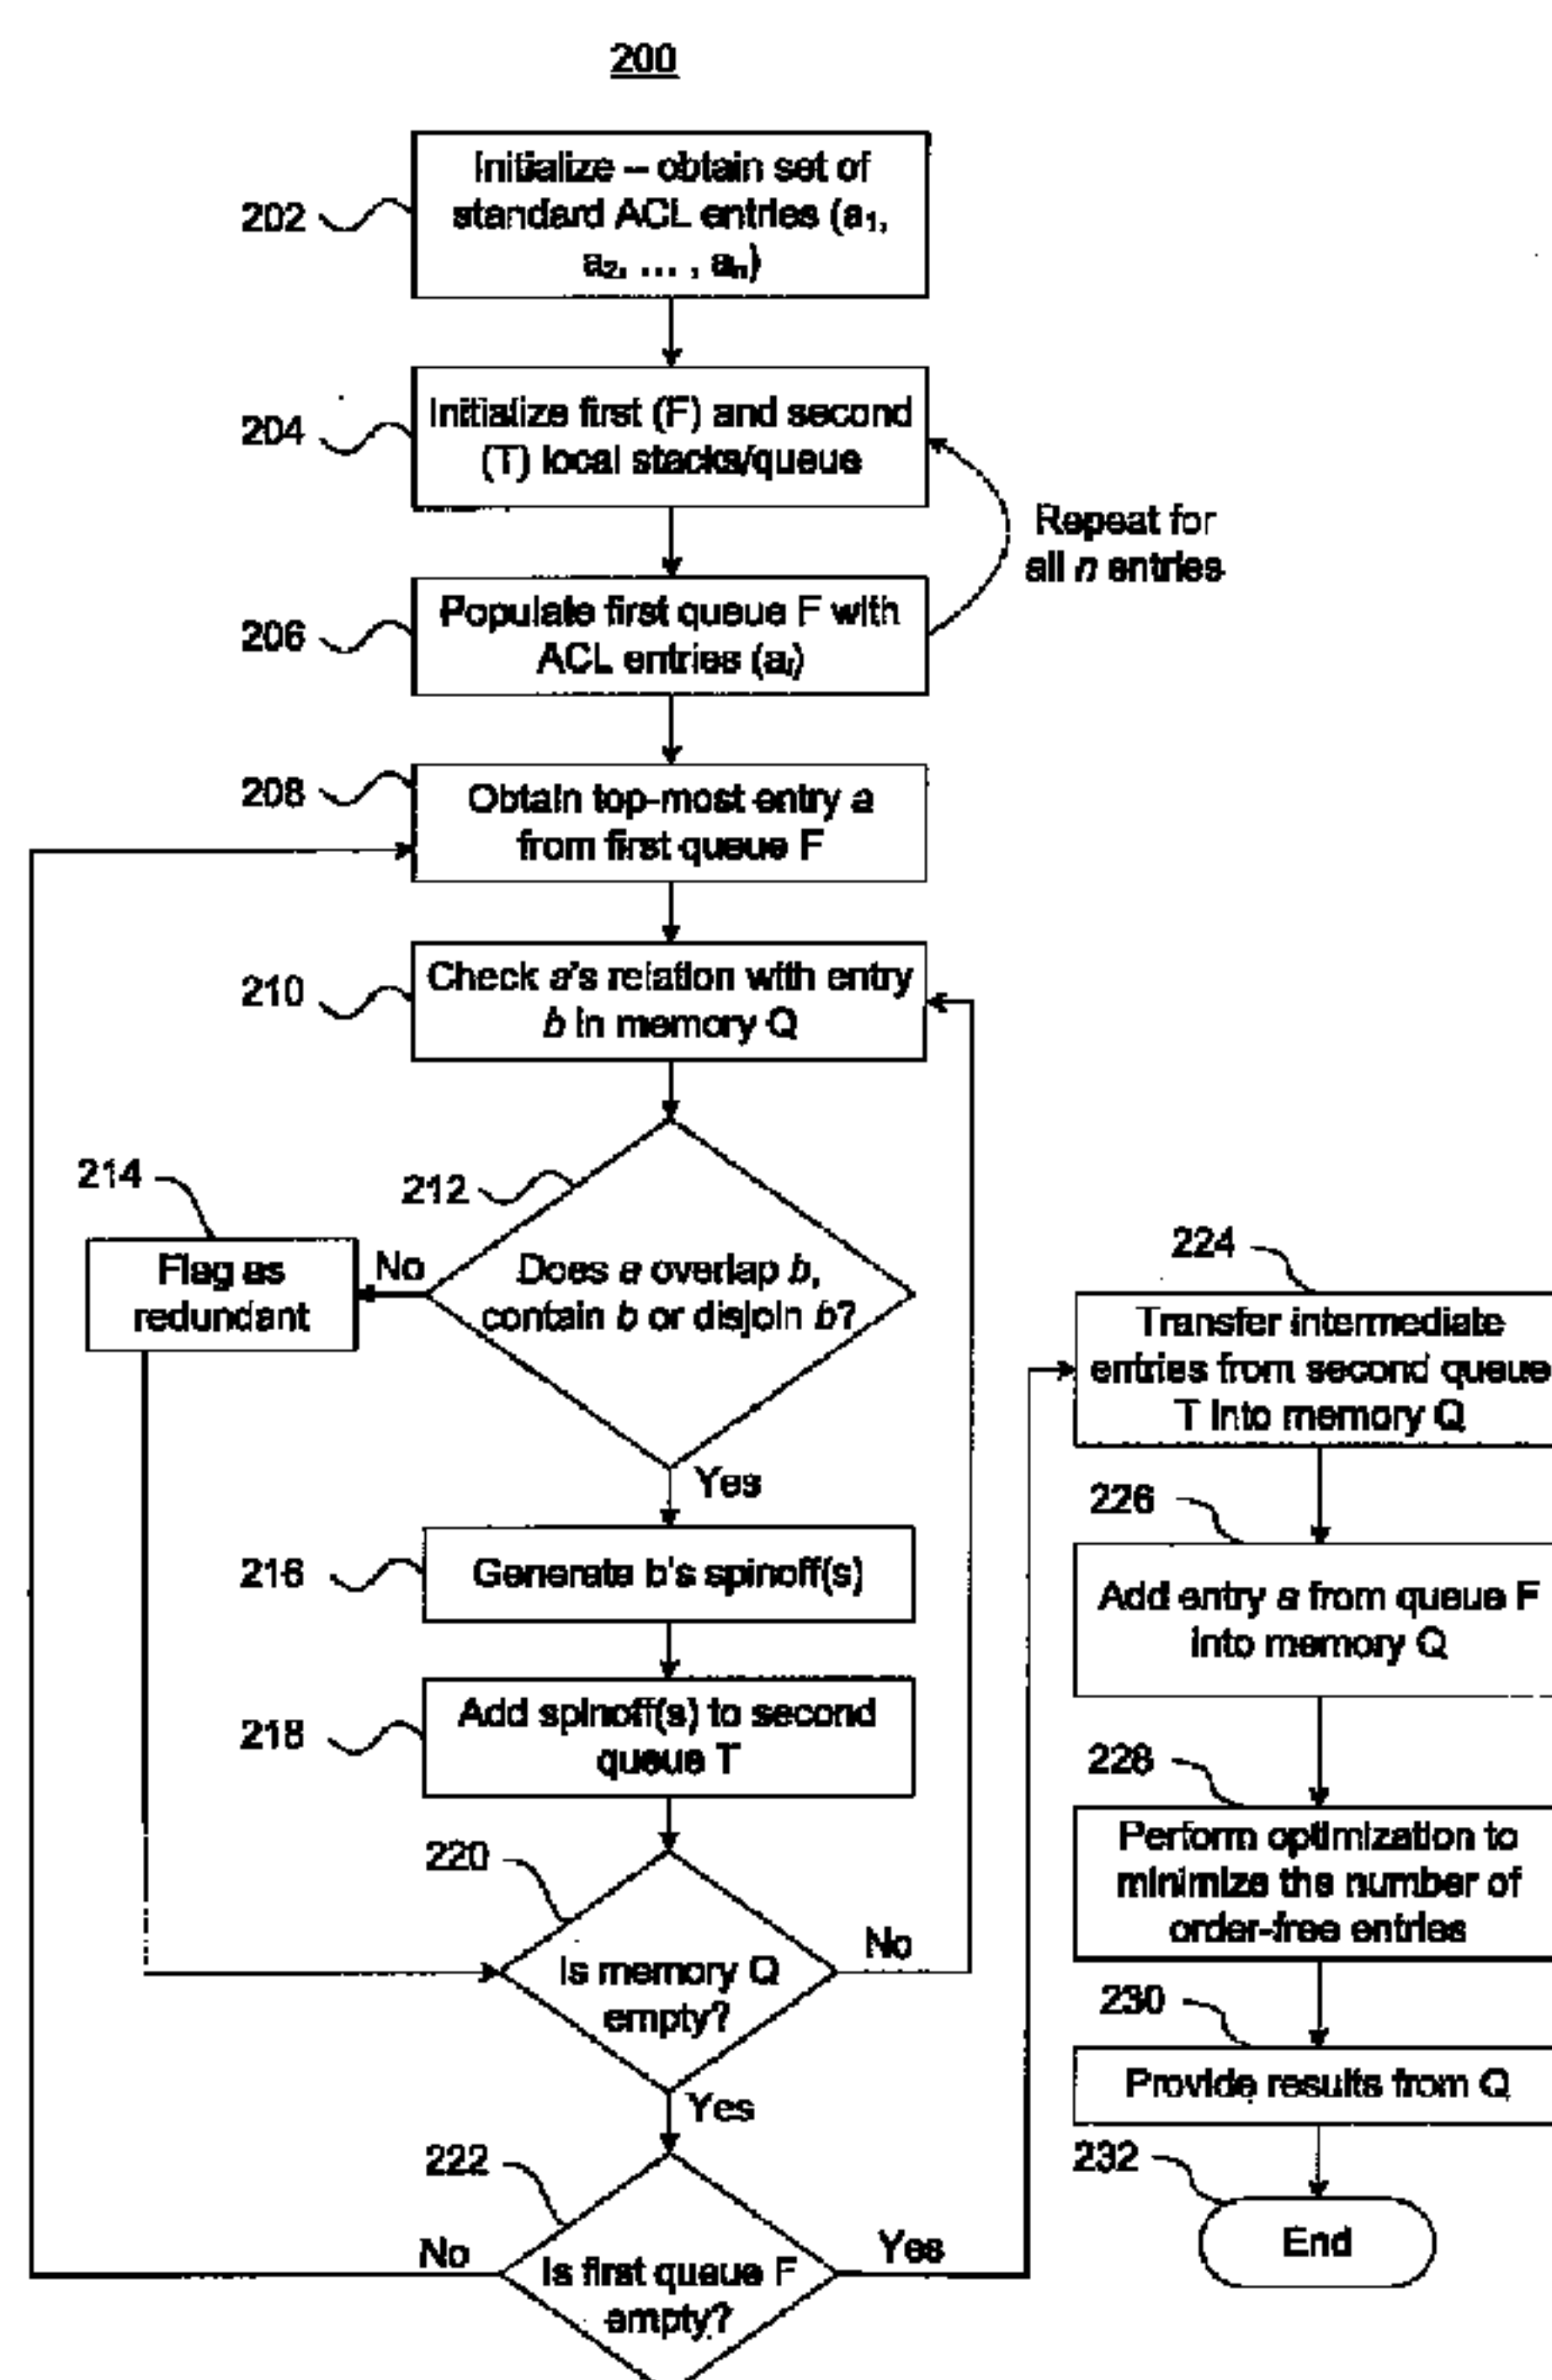 200
202
Initialize – obtain set of
standard ACL entries (a₁,
a₂, ... , aₙ)
204
Initialize first (F) and second
(T) local stacks/queue
Repeat for
all n entries
206
Populate first queue F with
ACL entries (aᵢ)
208
Obtain top-most entry a
from first queue F
210
Check a's relation with entry
b in memory Q
212
Does a overlap b,
contain b or disjoin b?
No
214
Flag as
redundant
Yes
216
Generate b's spinoff(s)
218
Add spinoff(s) to second
queue T
220
Is memory Q
empty?
No
Yes
222
Is first queue F
empty?
No
Yes
224
Transfer intermediate
entries from second queue
T into memory Q
226
Add entry a from queue F
into memory Q
228
Perform optimization to
minimize the number of
order-free entries
230
Provide results from Q
232
End